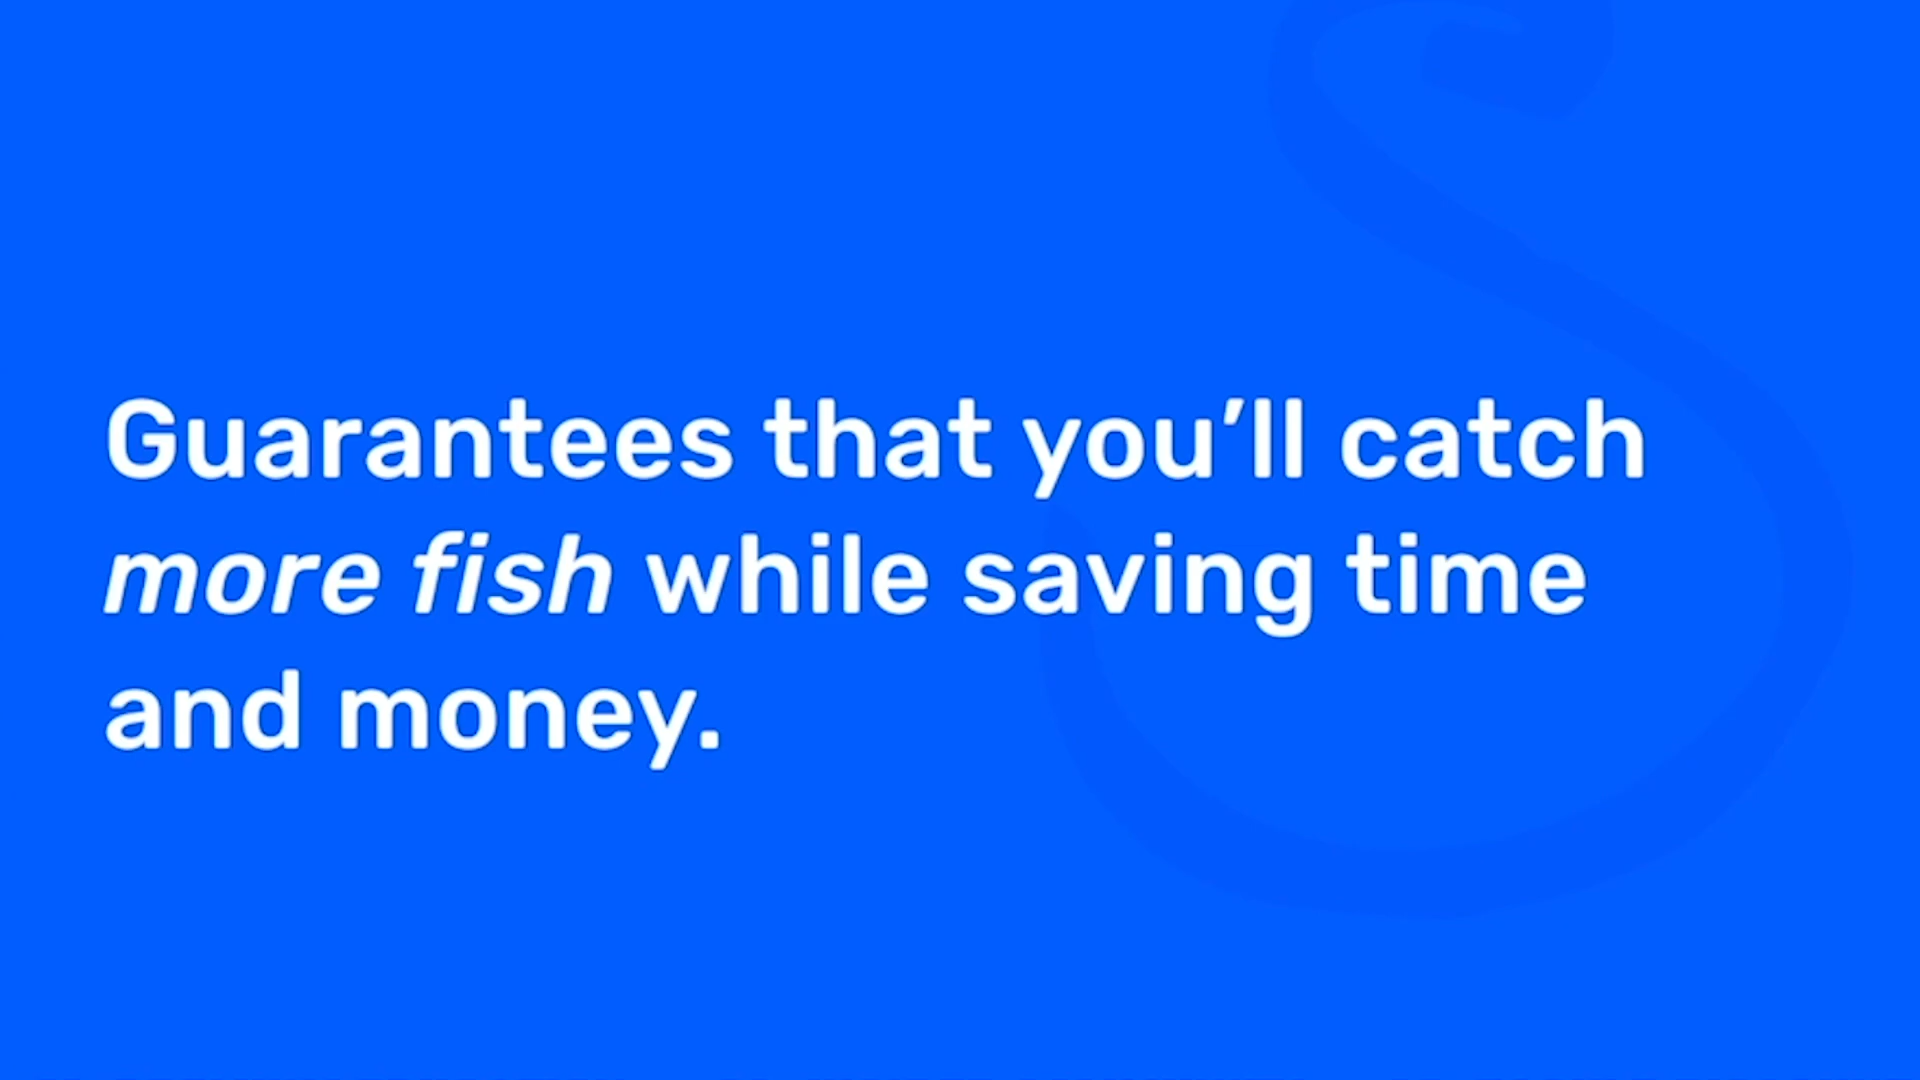 Guarantees that you’ll catch
more fish while saving time
and money.